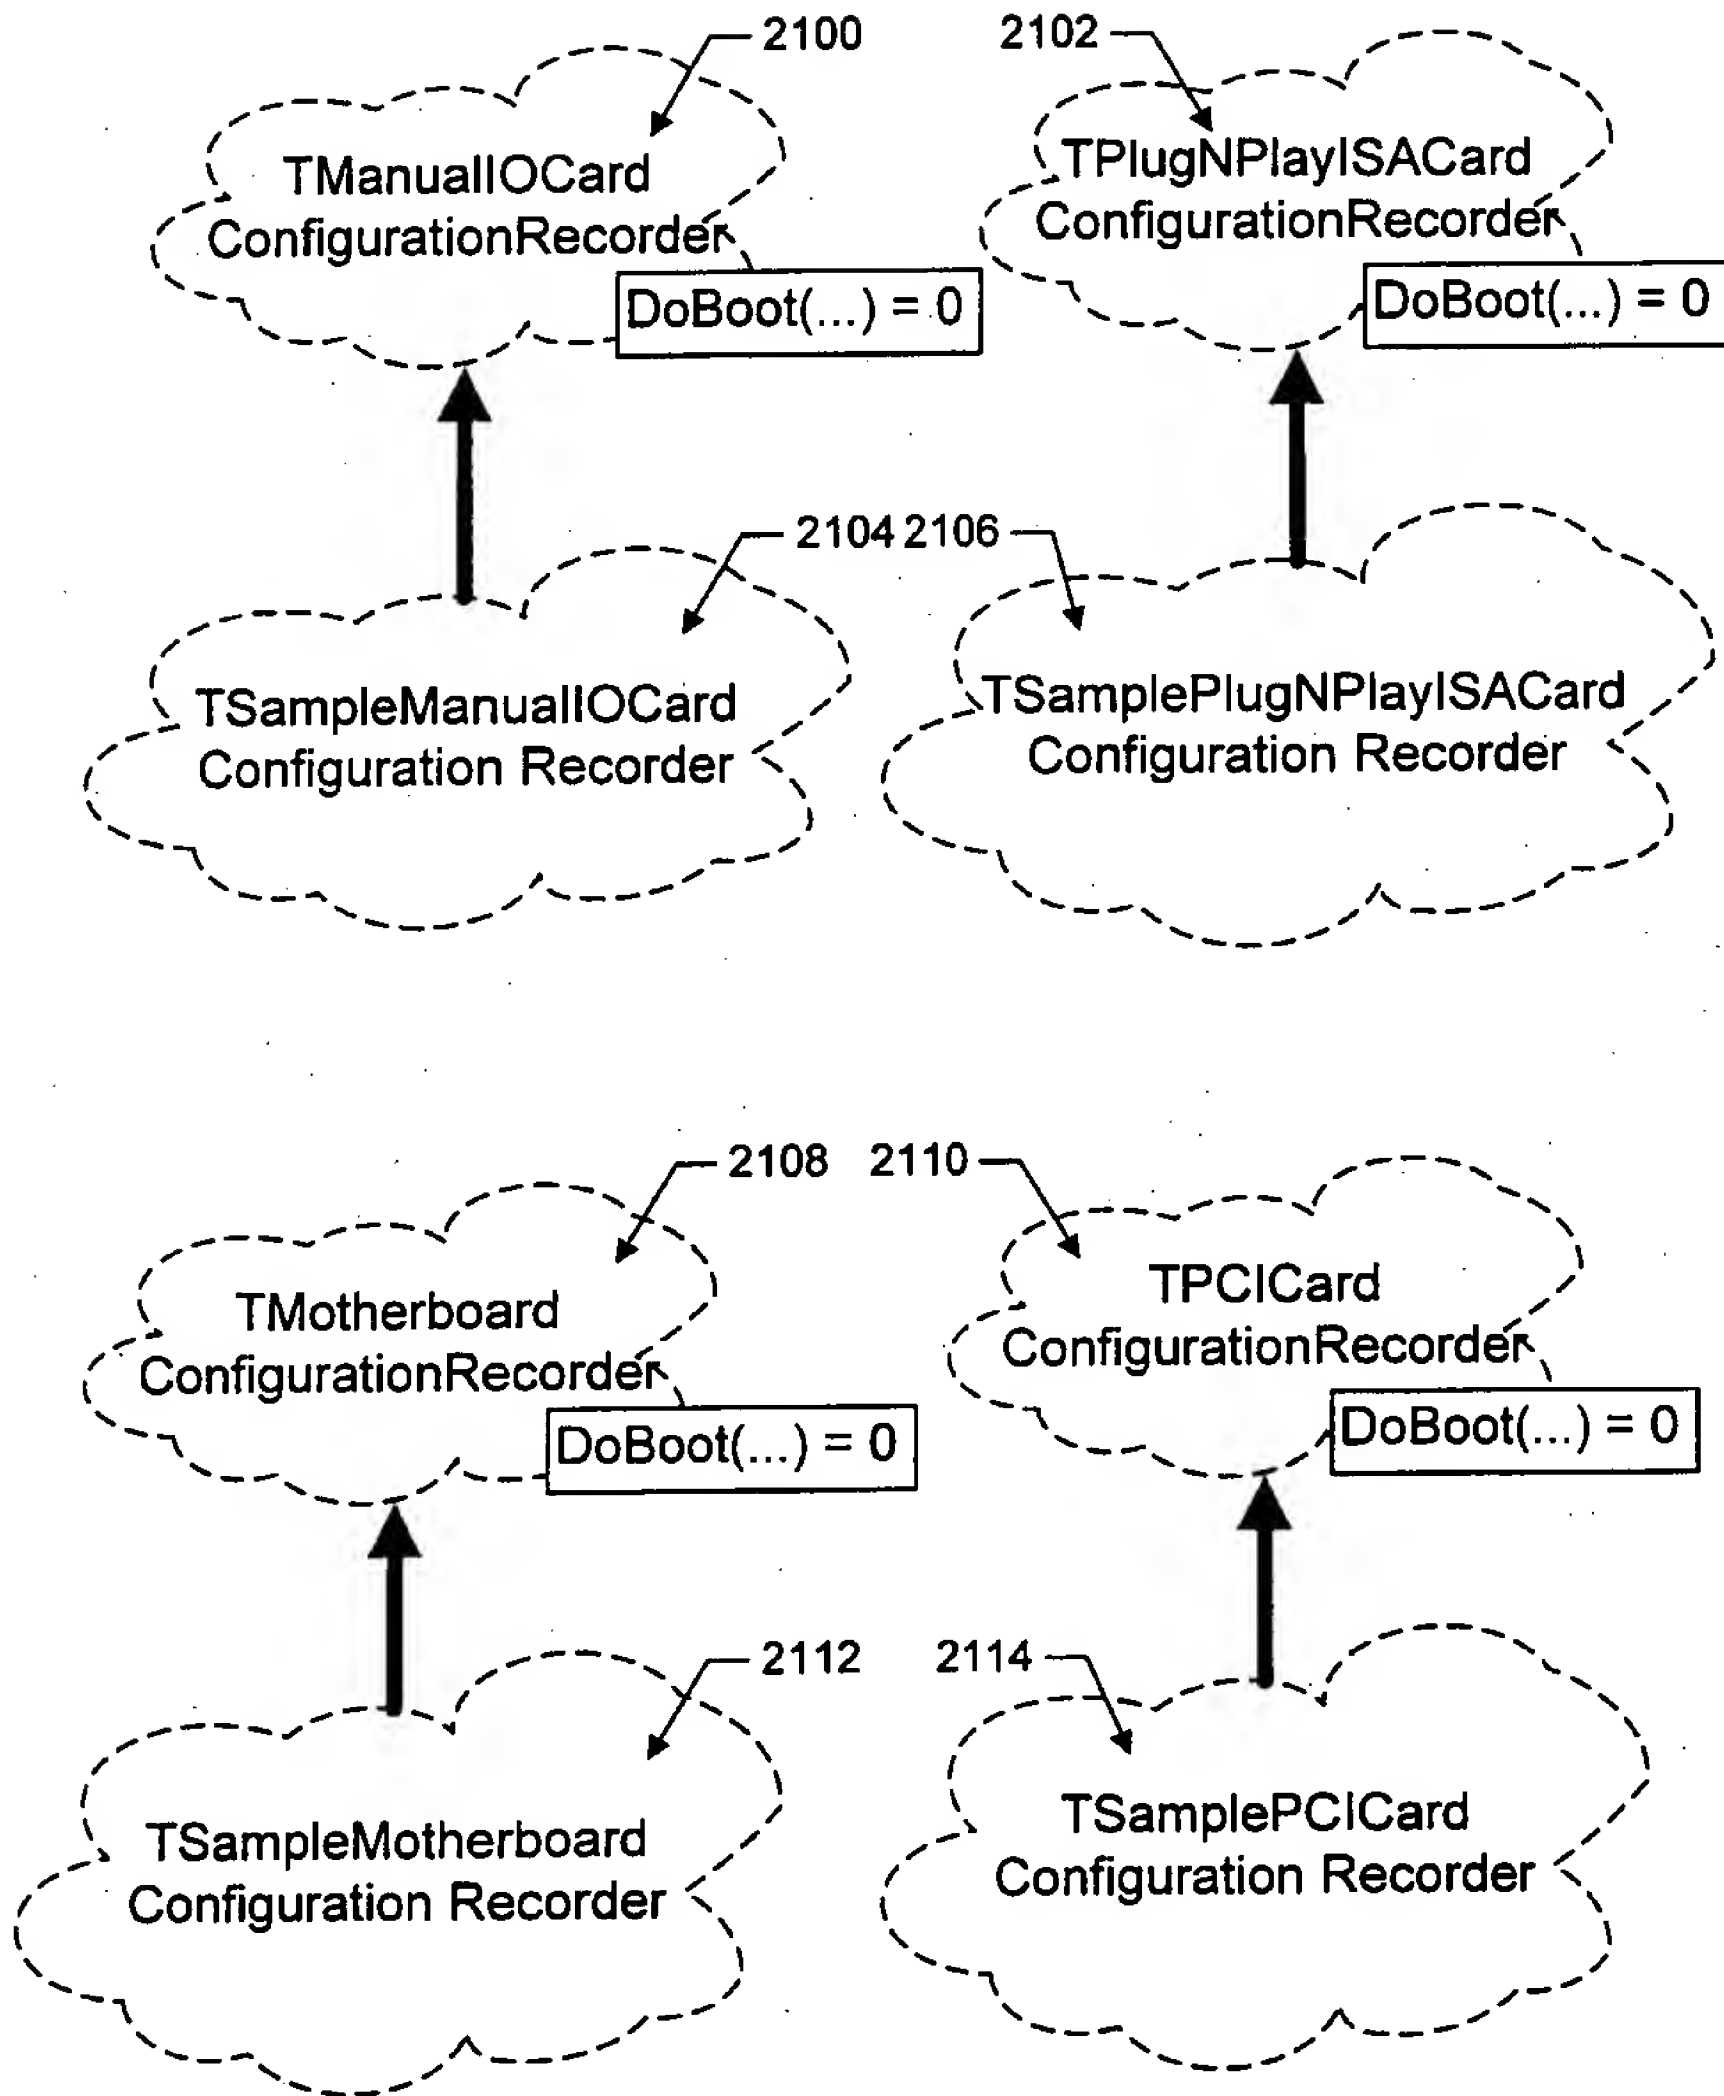 2100
2102
TManualIOCard
ConfigurationRecorder
DoBoot(...) = 0
TPlugNPlayISACard
ConfigurationRecorder
DoBoot(...) = 0
2104
2106
TSampleManualIOCard
Configuration Recorder
TSamplePlugNPlayISACard
Configuration Recorder
2108
2110
TMotherboard
ConfigurationRecorder
DoBoot(...) = 0
TPCICard
ConfigurationRecorder
DoBoot(...) = 0
2112
2114
TSampleMotherboard
Configuration Recorder
TSamplePCICard
Configuration Recorder